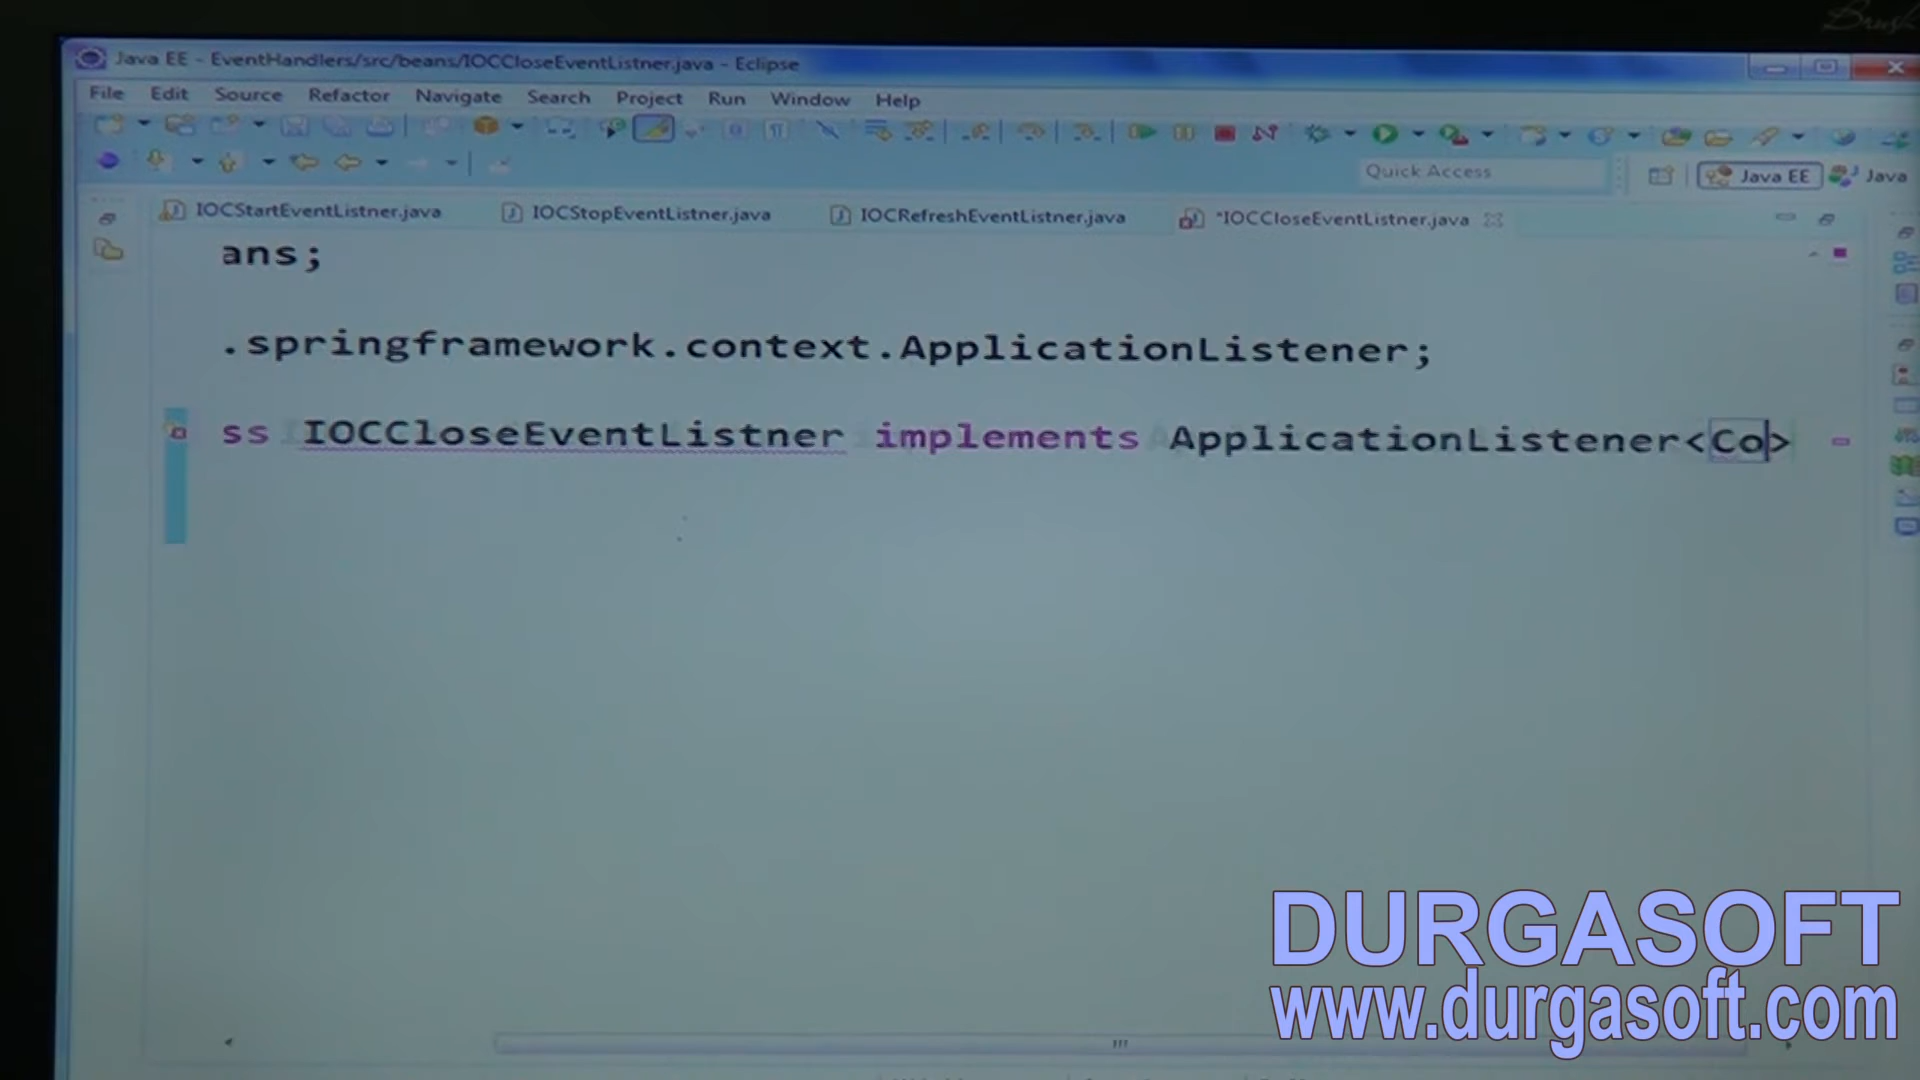 Brush
Java EE - EventHandlers/src/beans/IOCCloseEventListner.java - Eclipse
File Edit Source Refactor Navigate Search Project Run Window Help
Quick Access
Java EE
Java
IOCStartEventListner.java
IOCStopEventListner.java
IOCRefreshEventListner.java
*IOCCloseEventListner.java
ans;
.springframework.context.ApplicationListener;
ss IOCCloseEventListner implements ApplicationListener<Co>
DURGASOFT
www.durgasoft.com